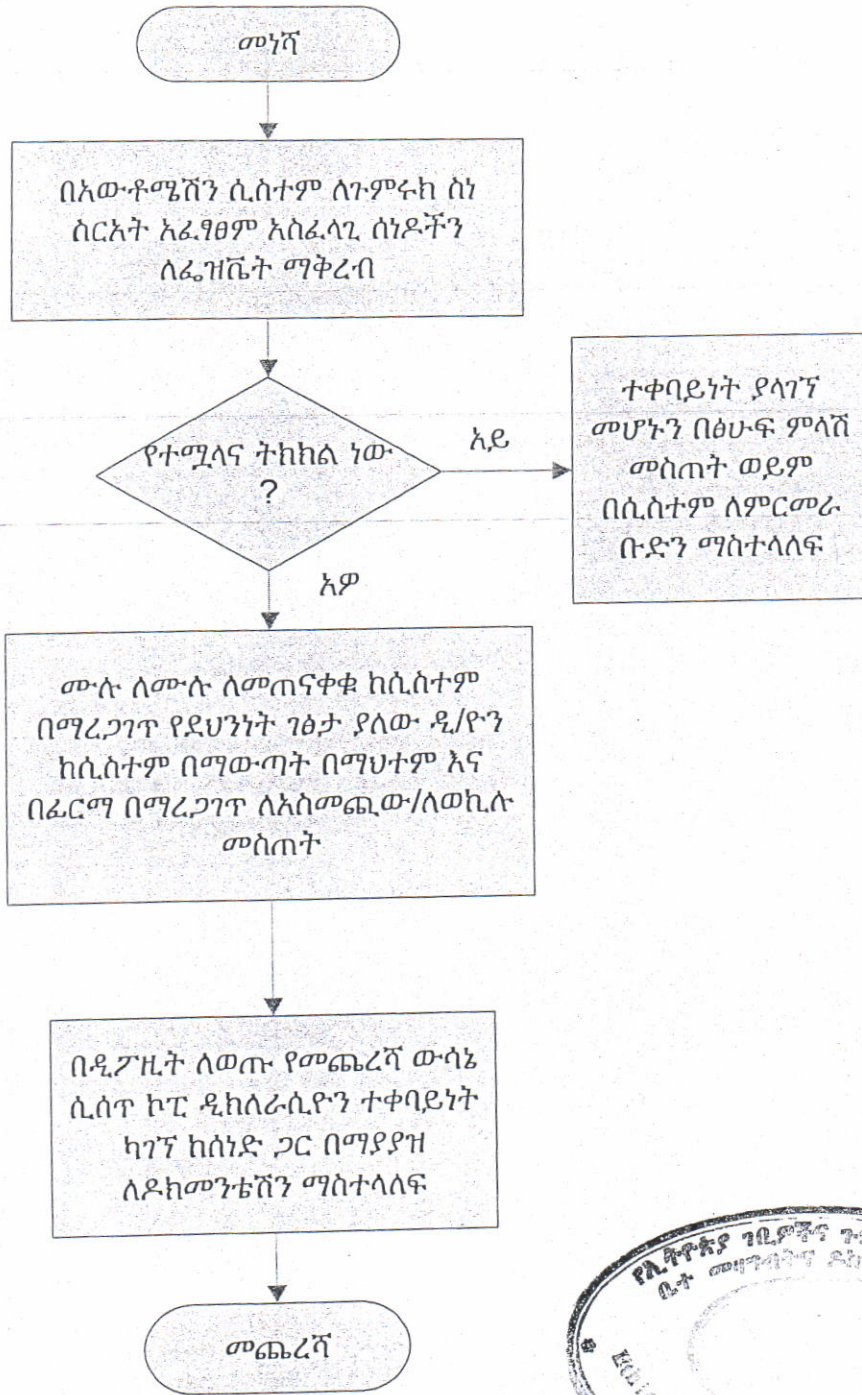 መነሻ
በአውቶሜሽን ሲስተም ለጉምሩክ ስነ
ስርአት አፈፃፀም አስፈላጊ ሰነዶችን
ለፌዝቬት ማቅረብ
የተሟላና ትክክል ነው
?
አይ
ተቀባይነት ያላገኘ
መሆኑን በፅሁፍ ምላሽ
መስጠት ወይም
በሲስተም ለምርመራ
ቡድን ማስተላለፍ
አዎ
ሙሉ ለሙሉ ለመጠናቀቁ ከሲስተም
በማረጋገጥ የደህንነት ገፅታ ያለው ዲ/ዮን
ከሲስተም በማውጣት በማህተም እና
በፊርማ በማረጋገጥ ለአስመጪው/ለወኪሉ
መስጠት
በዲፖዚት ለወጡ የመጨረሻ ውሳኔ
ሲሰጥ ኮፒ ዲክለራሲዮን ተቀባይነት
ካገኘ ከሰነድ ጋር በማያያዝ
ለዶክመንቴሽን ማስተላለፍ
መጨረሻ
የኢትዮጵያ ገቢዎችና